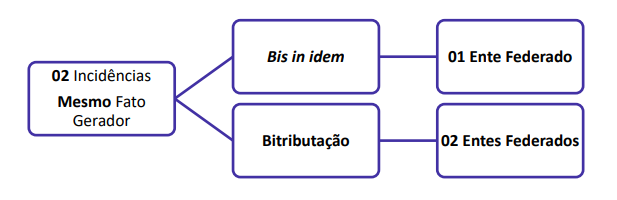 02 Incidências
Mesmo Fato
Gerador
Bis in idem
01 Ente Federado
Bitributação
02 Entes Federados